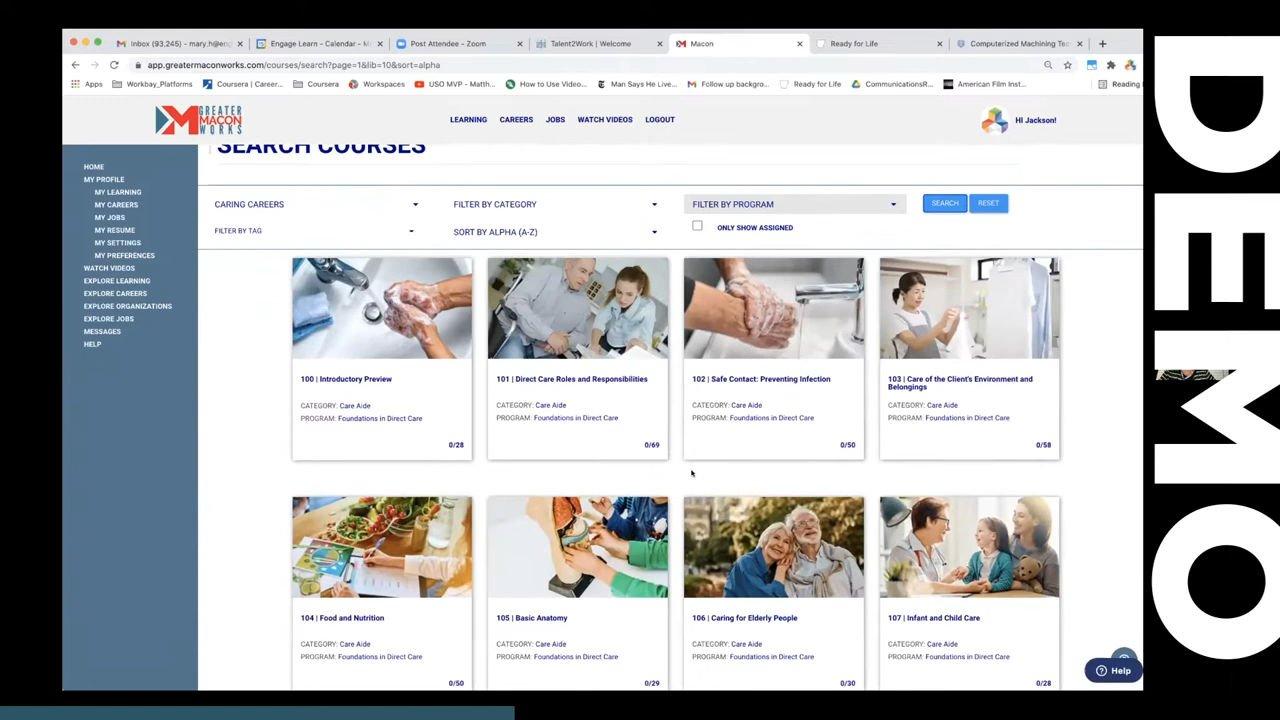 Inbox (93,245) - mary.h@eng
Engage Learn - Calendar - M
Post Attendee - Zoom
Talent2Work | Welcome
Macon
Ready for Life
Computerized Machining Tec
app.greatermaconworks.com/courses/search?page=1&lib=10&sort=alpha
Apps
Workbay_Platforms
Coursera | Career...
Coursera
Workspaces
USO MVP - Math...
How to Use Video...
Man Says He Live...
Follow up backgro...
Ready for Life
CommunicationsR...
American Film Inst...
Reading
GREATER
MACON
WORKS
LEARNING
CAREERS
JOBS
WATCH VIDEOS
LOGOUT
HI Jackson!
HOME
MY PROFILE
MY LEARNING
MY CAREERS
MY JOBS
MY RESUME
MY SETTINGS
MY PREFERENCES
WATCH VIDEOS
EXPLORE LEARNING
EXPLORE CAREERS
EXPLORE ORGANIZATIONS
EXPLORE JOBS
MESSAGES
HELP
SEARCH COURSES
CARING CAREERS
FILTER BY CATEGORY
FILTER BY PROGRAM
SEARCH
RESET
FILTER BY TAG
SORT BY ALPHA (A-Z)
ONLY SHOW ASSIGNED
100 | Introductory Preview
CATEGORY: Care Aide
PROGRAM: Foundations in Direct Care
0/28
101 | Direct Care Roles and Responsibilities
CATEGORY: Care Aide
PROGRAM: Foundations in Direct Care
0/69
102 | Safe Contact: Preventing Infection
CATEGORY: Care Aide
PROGRAM: Foundations in Direct Care
0/50
103 | Care of the Client's Environment and
Belongings
CATEGORY: Care Aide
PROGRAM: Foundations in Direct Care
0/58
104 | Food and Nutrition
CATEGORY: Care Aide
PROGRAM: Foundations in Direct Care
0/50
105 | Basic Anatomy
CATEGORY: Care Aide
PROGRAM: Foundations in Direct Care
0/29
106 | Caring for Elderly People
CATEGORY: Care Aide
PROGRAM: Foundations in Direct Care
0/30
107 | Infant and Child Care
CATEGORY: Care Aide
PROGRAM: Foundations in Direct Care
0/28
Help
DEMO